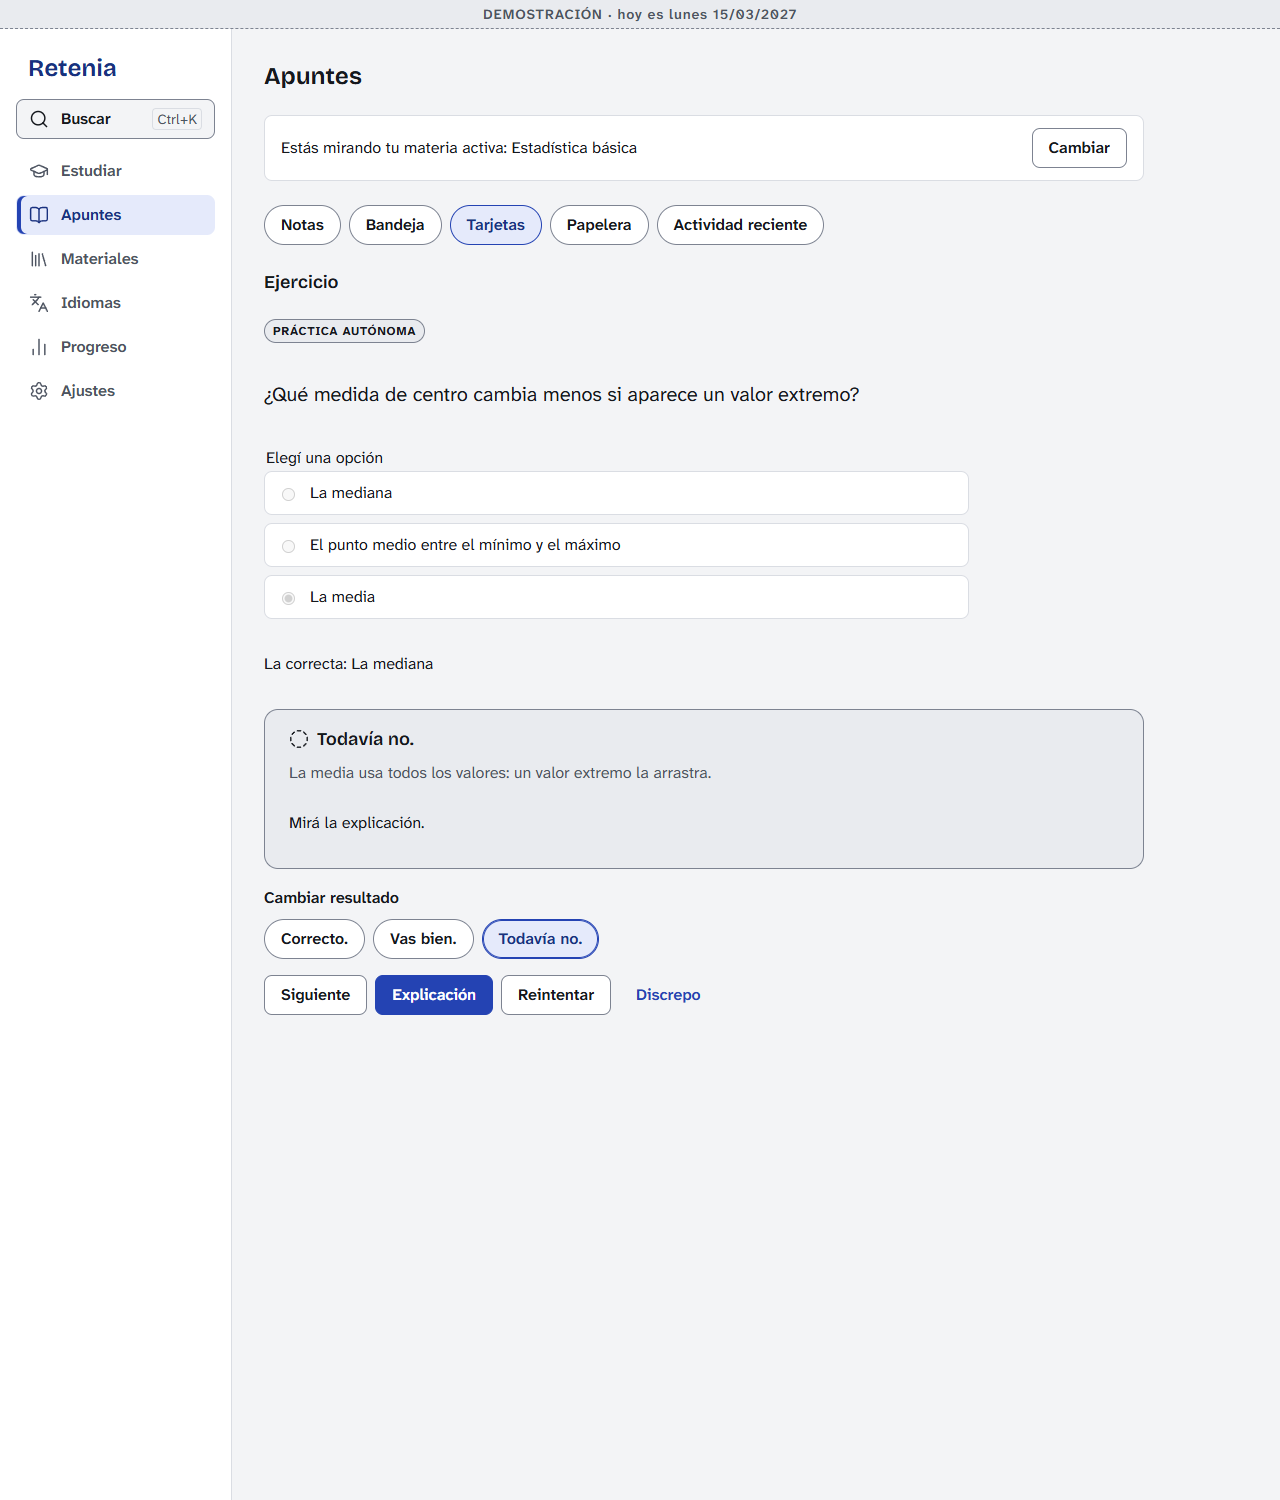 DEMOSTRACIÓN · hoy es lunes 15/03/2027
Retenia
Buscar Ctrl+K
Estudiar
Apuntes
Materiales
Idiomas
Progreso
Ajustes
Apuntes
Estás mirando tu materia activa: Estadística básica
Cambiar
Notas Bandeja Tarjetas Papelera Actividad reciente
Ejercicio
PRÁCTICA AUTÓNOMA
¿Qué medida de centro cambia menos si aparece un valor extremo?
Elegí una opción
La mediana
El punto medio entre el mínimo y el máximo
La media
La correcta: La mediana
Todavía no.
La media usa todos los valores: un valor extremo la arrastra.
Mirá la explicación.
Cambiar resultado
Correcto. Vas bien. Todavía no.
Siguiente Explicación Reintentar Discrepo